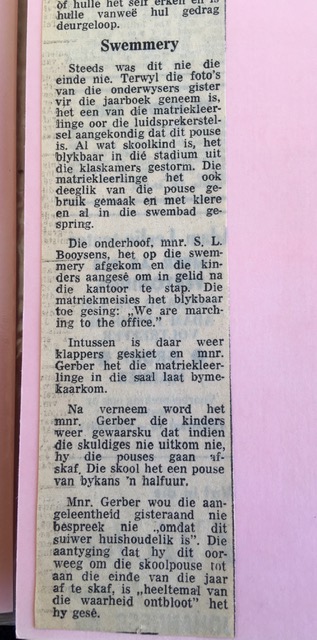 of hulle het self erken en is
hulle vanweë hul gedrag
deurgeloop.
Swemmery
Steeds was dit nie die
einde nie. Terwyl die foto's
van die onderwysers gister
vir die jaarboek geneem is,
het een van die matriekleer-
linge oor die luidsprekerstel-
sel aangekondig dat dit pouse
is. Al wat skoolkind is, het
blykbaar in dié stadium uit
die klaskamers gestorm. Die
matriekleerlinge het ook
deeglik van die pouse ge-
bruik gemaak en met klere
en al in die swembad ge-
spring.
Die onderhoof, mnr. S. L.
Booysens, het op die swem-
mery afgekom en die kin-
ders aangesê om in gelid na
die kantoor te stap. Die
matriekmeisies het blykbaar
toe gesing: „We are march-
ing to the office.”
Intussen is daar weer
klappers geskiet en mnr.
Gerber het die matriekleer-
linge in die saal laat byme-
kaarkom.
Na verneem word het
mnr. Gerber die kinders
weer gewaarsku dat indien
die skuldiges nie uitkom nie,
hy die pouses gaan af-
skaf. Die skool het een pouse
van bykans 'n halfuur.
Mnr. Gerber wou die aan-
geleentheid gisteraand nie
bespreek nie „omdat dit
suiwer huishoudelik is”. Die
aantyging dat hy dit oor-
weeg om die skoolpouse tot
aan die einde van die jaar
af te skaf, is „heeltemal van
die waarheid ontbloot” het
hy gesê.